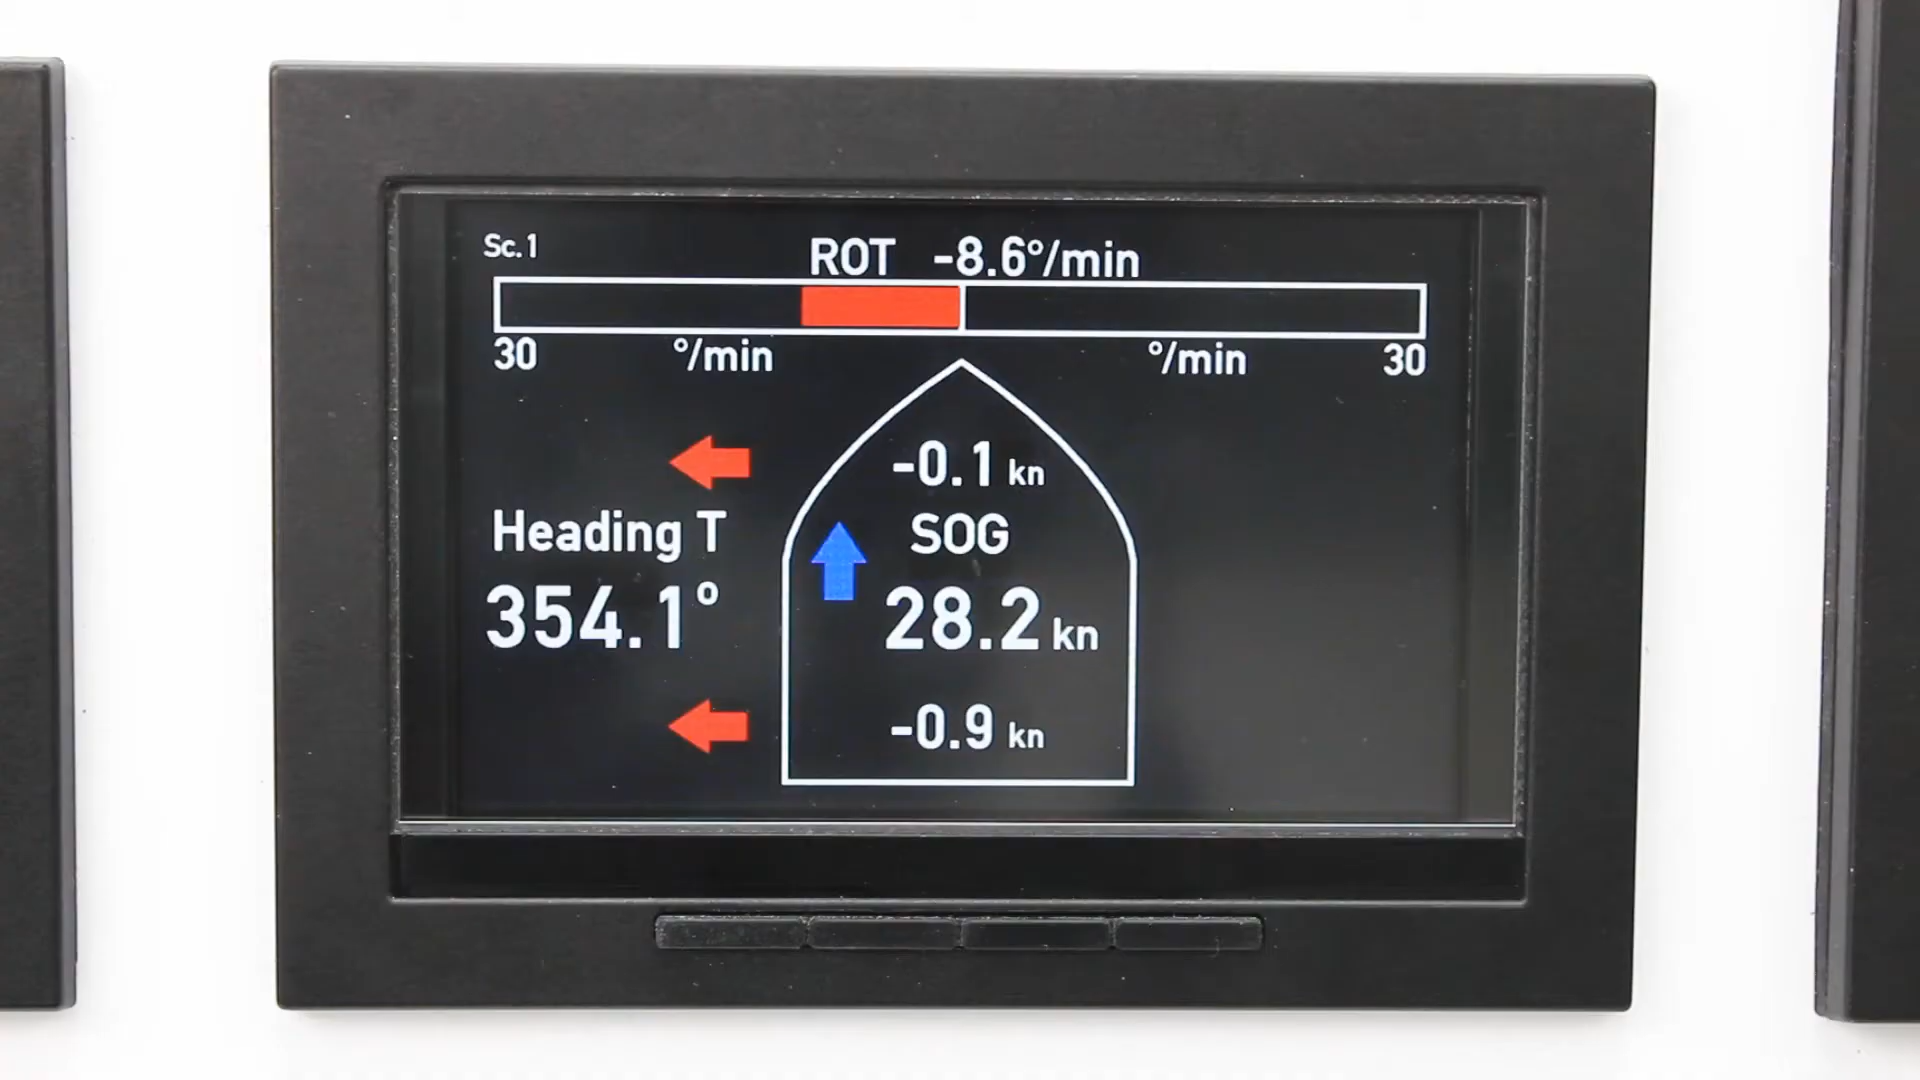 Sc.1
ROT -8.6°/min
30 °/min °/min 30
-0.1 kn
Heading T SOG
354.1° 28.2 kn
-0.9 kn